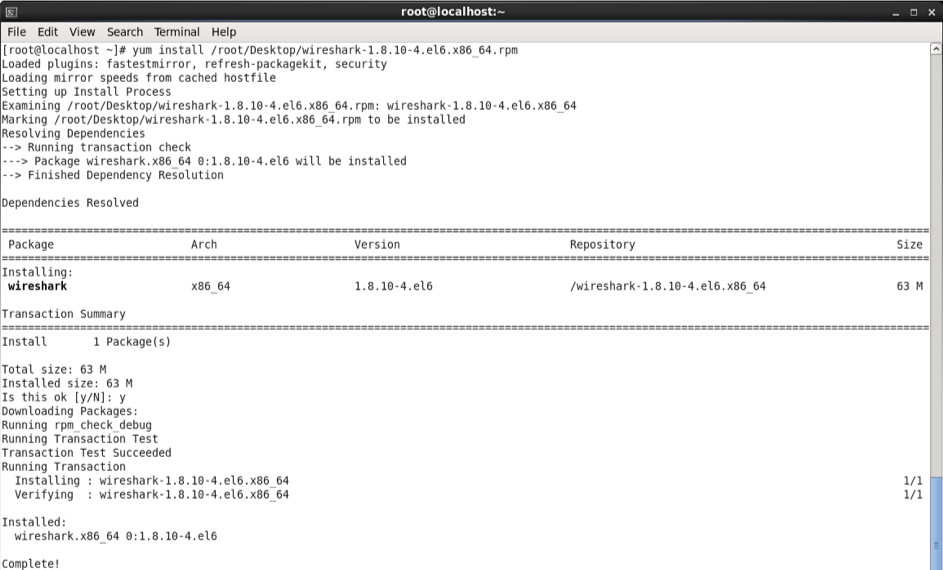 root@localhost:~
File Edit View Search Terminal Help
[root@localhost ~]# yum install /root/Desktop/wireshark-1.8.10-4.el6.x86_64.rpm
Loaded plugins: fastestmirror, refresh-packagekit, security
Loading mirror speeds from cached hostfile
Setting up Install Process
Examining /root/Desktop/wireshark-1.8.10-4.el6.x86_64.rpm: wireshark-1.8.10-4.el6.x86_64
Marking /root/Desktop/wireshark-1.8.10-4.el6.x86_64.rpm to be installed
Resolving Dependencies
--> Running transaction check
---> Package wireshark.x86_64 0:1.8.10-4.el6 will be installed
--> Finished Dependency Resolution
Dependencies Resolved
Package Arch Version Repository Size
Installing:
wireshark x86_64 1.8.10-4.el6 /wireshark-1.8.10-4.el6.x86_64 63 M
Transaction Summary
Install 1 Package(s)
Total size: 63 M
Installed size: 63 M
Is this ok [y/N]: y
Downloading Packages:
Running rpm_check_debug
Running Transaction Test
Transaction Test Succeeded
Running Transaction
Installing : wireshark-1.8.10-4.el6.x86_64 1/1
Verifying : wireshark-1.8.10-4.el6.x86_64 1/1
Installed:
wireshark.x86_64 0:1.8.10-4.el6
Complete!